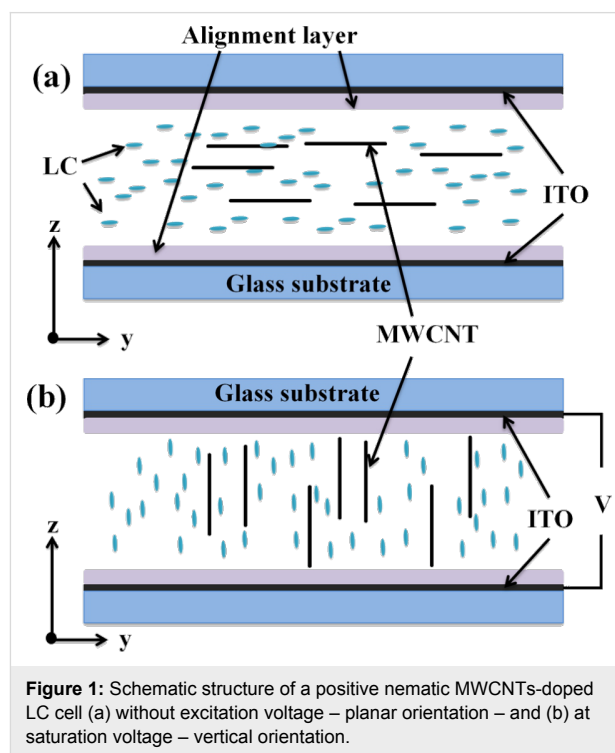 Alignment layer
(a)
LC
ITO
z
Glass substrate
y
MWCNT
(b)
Glass substrate
V
ITO
z
y
Figure 1: Schematic structure of a positive nematic MWCNTs-doped
LC cell (a) without excitation voltage – planar orientation – and (b) at
saturation voltage – vertical orientation.